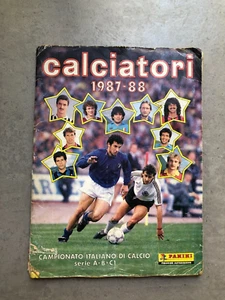 calciatori
1987-88
CAMPIONATO ITALIANO DI CALCIO
serie A-B-C1
PANINI